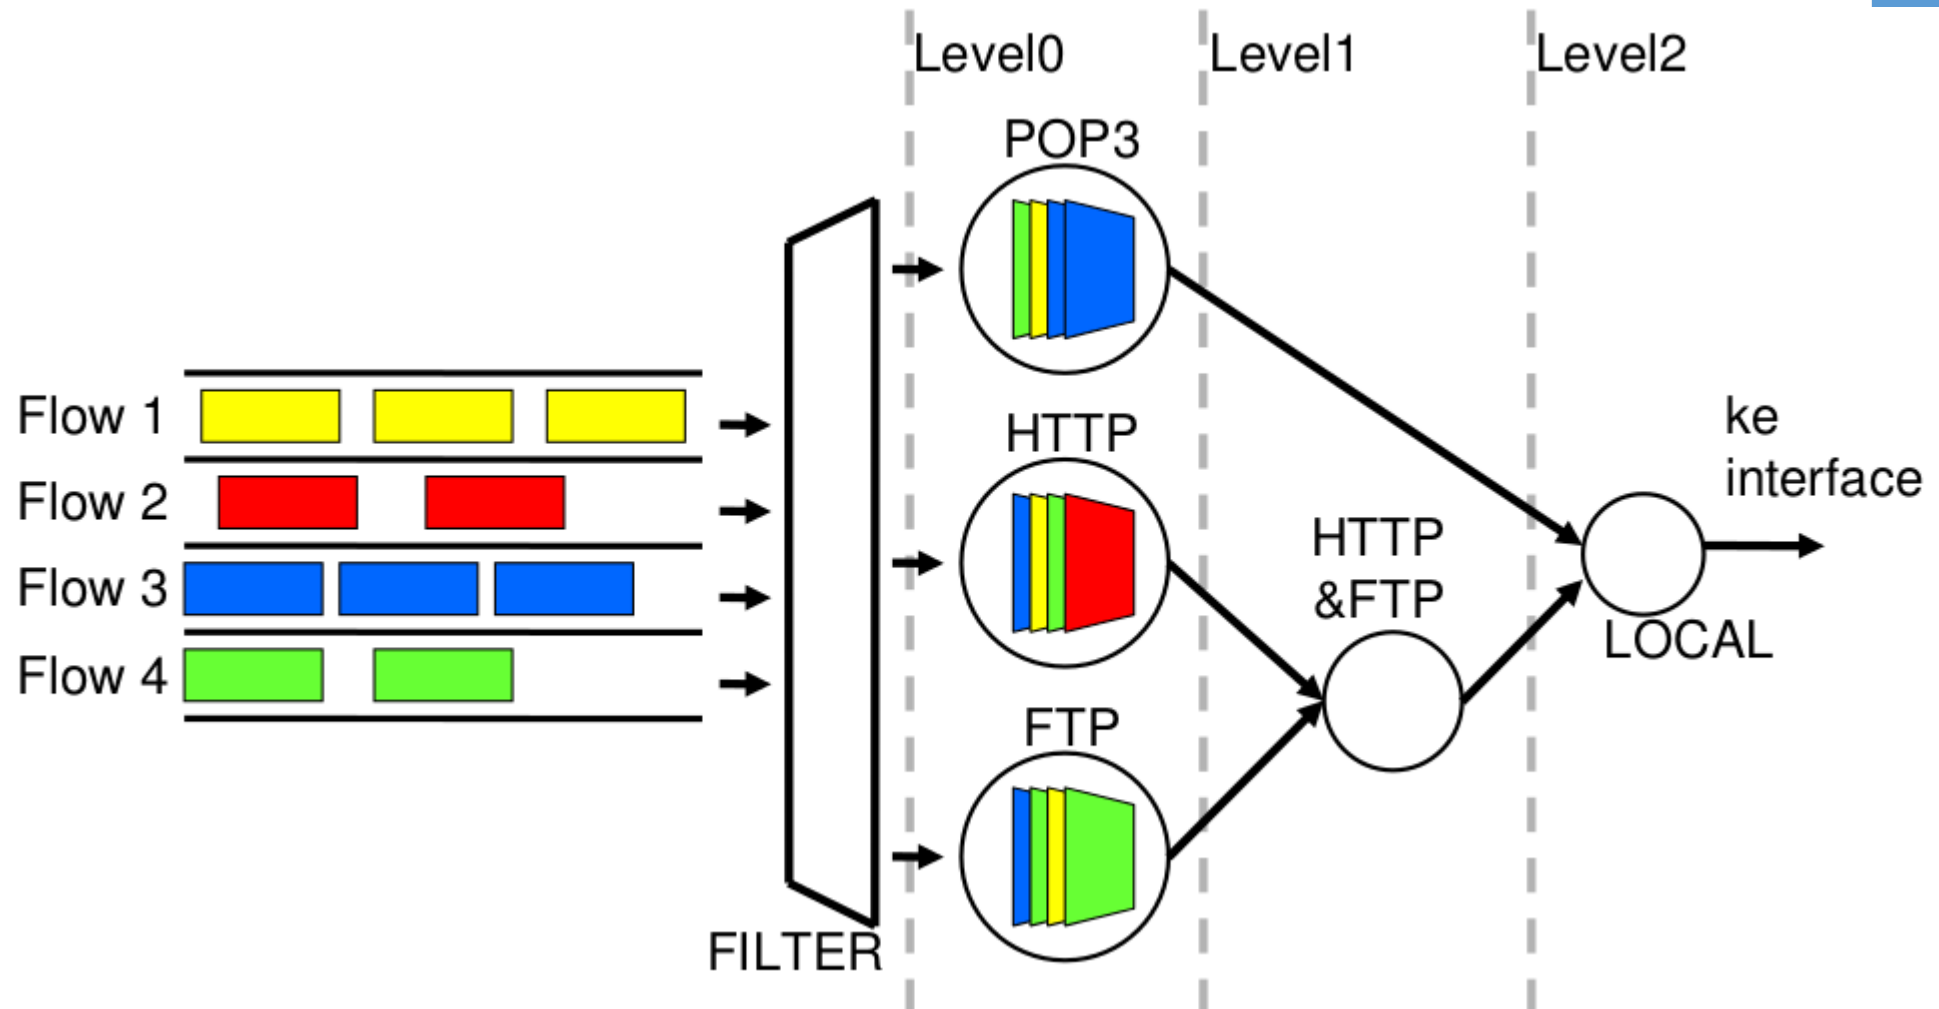 Level0
Level1
Level2
POP3
Flow 1
Flow 2
Flow 3
Flow 4
HTTP
HTTP
&FTP
FTP
FILTER
ke
interface
LOCAL